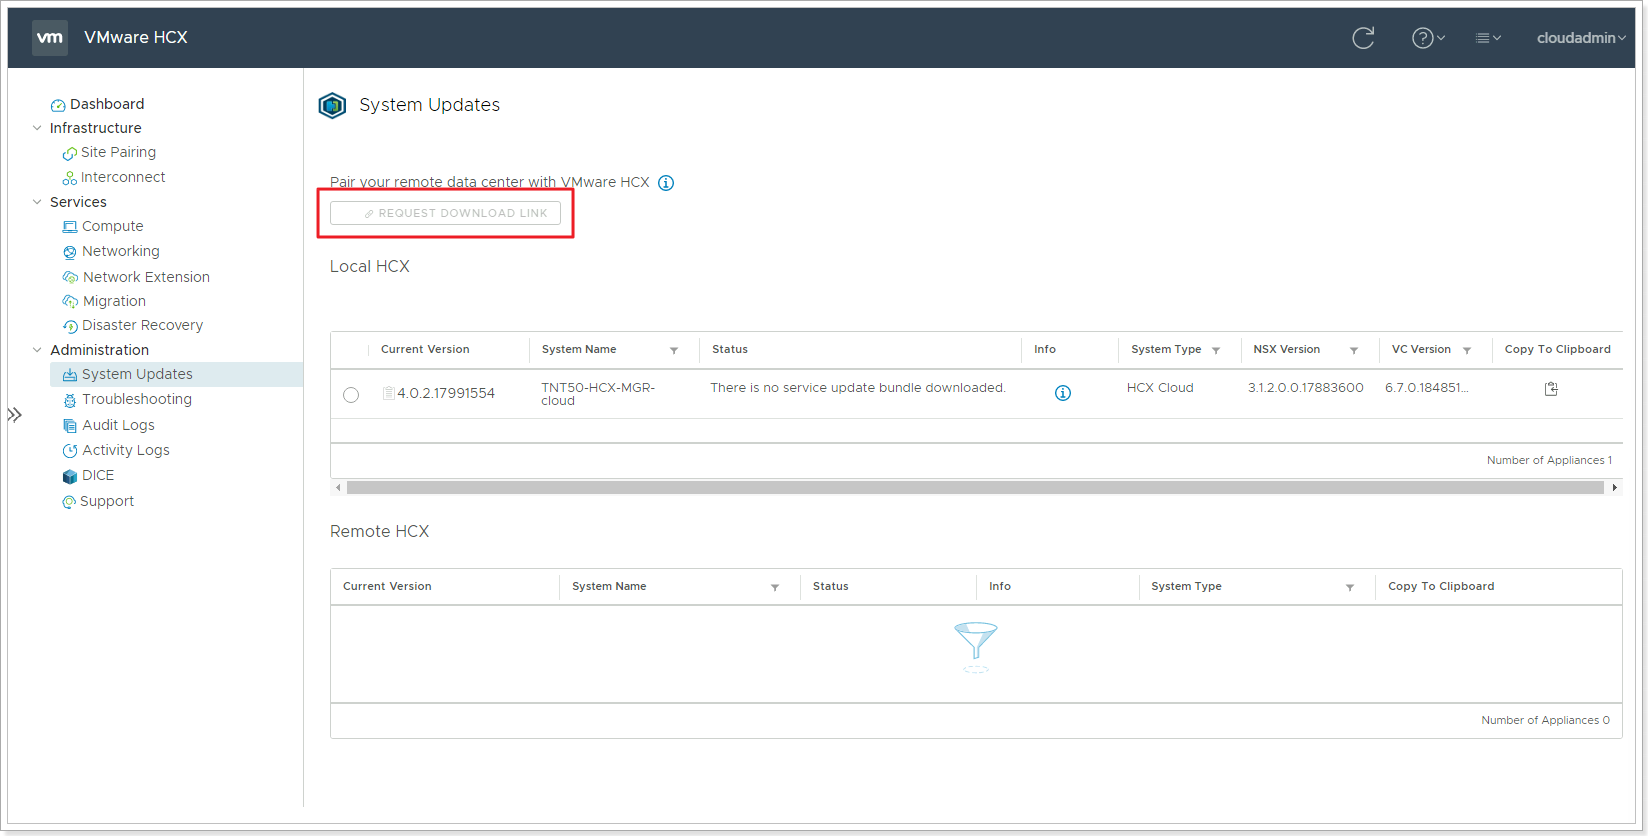 vm VMware HCX cloudadmin
Dashboard
Infrastructure
Site Pairing
Interconnect
Services
Compute
Networking
Network Extension
Migration
Disaster Recovery
Administration
System Updates
Troubleshooting
Audit Logs
Activity Logs
DICE
Support
System Updates
Pair your remote data center with VMware HCX
REQUEST DOWNLOAD LINK
Local HCX
Current Version System Name Status Info System Type NSX Version VC Version Copy To Clipboard
4.0.2.17991554 TNT50-HCX-MGR- There is no service update bundle downloaded. HCX Cloud 3.1.2.0.0.17883600 6.7.0.184851...
cloud
Number of Appliances 1
Remote HCX
Current Version System Name Status Info System Type Copy To Clipboard
Number of Appliances 0